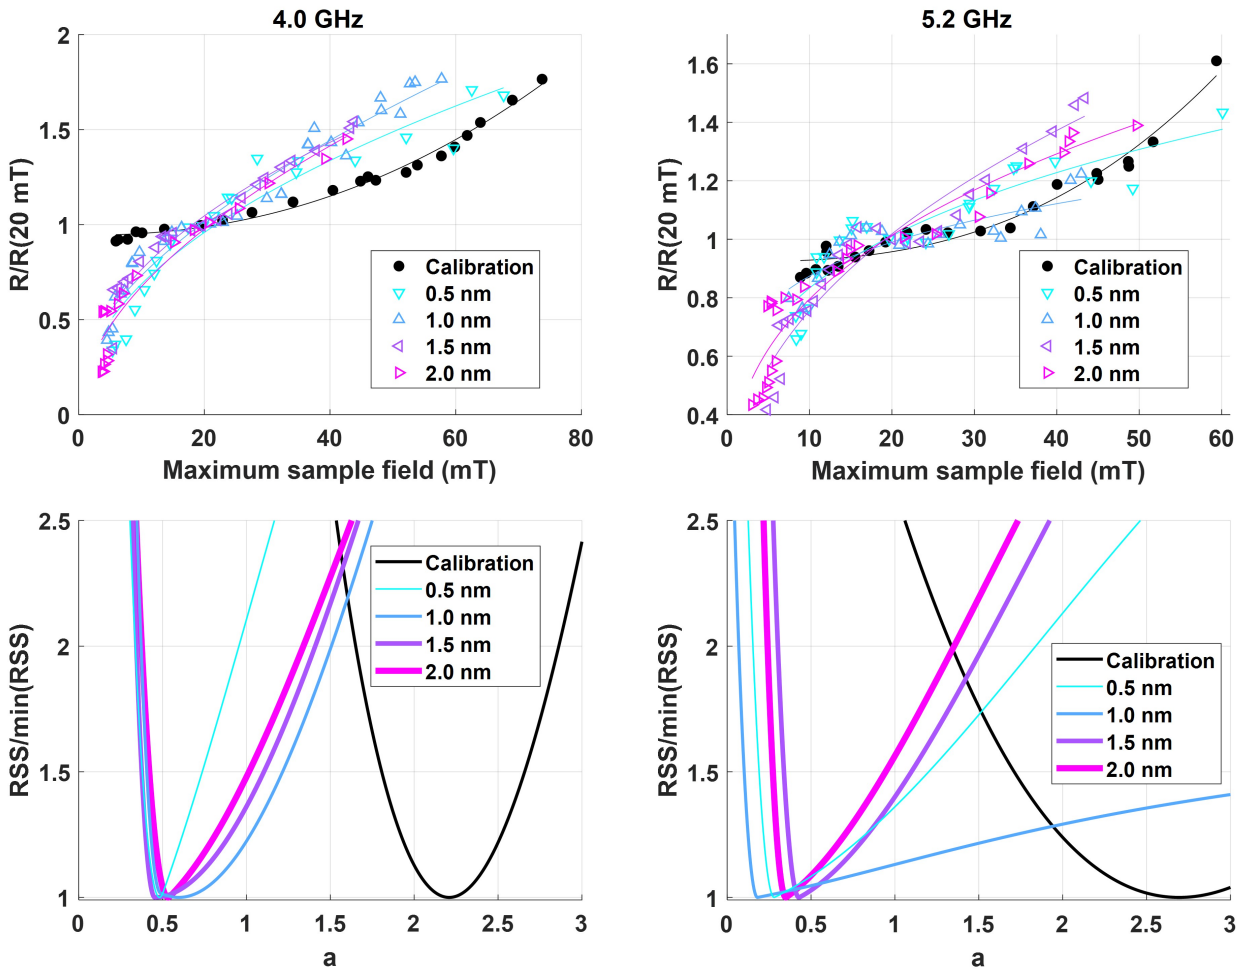 4.0 GHz
2
1.5
1
0.5
0
R/R(20 mT)
Calibration
0.5 nm
1.0 nm
1.5 nm
2.0 nm
0 20 40 60 80
Maximum sample field (mT)
5.2 GHz
1.6
1.4
1.2
1
0.8
0.6
0.4
R/R(20 mT)
Calibration
0.5 nm
1.0 nm
1.5 nm
2.0 nm
0 10 20 30 40 50 60
Maximum sample field (mT)
2.5
2
1.5
1
RSS/min(RSS)
Calibration
0.5 nm
1.0 nm
1.5 nm
2.0 nm
0 0.5 1 1.5 2 2.5 3
a
2.5
2
1.5
1
RSS/min(RSS)
Calibration
0.5 nm
1.0 nm
1.5 nm
2.0 nm
0 0.5 1 1.5 2 2.5 3
a